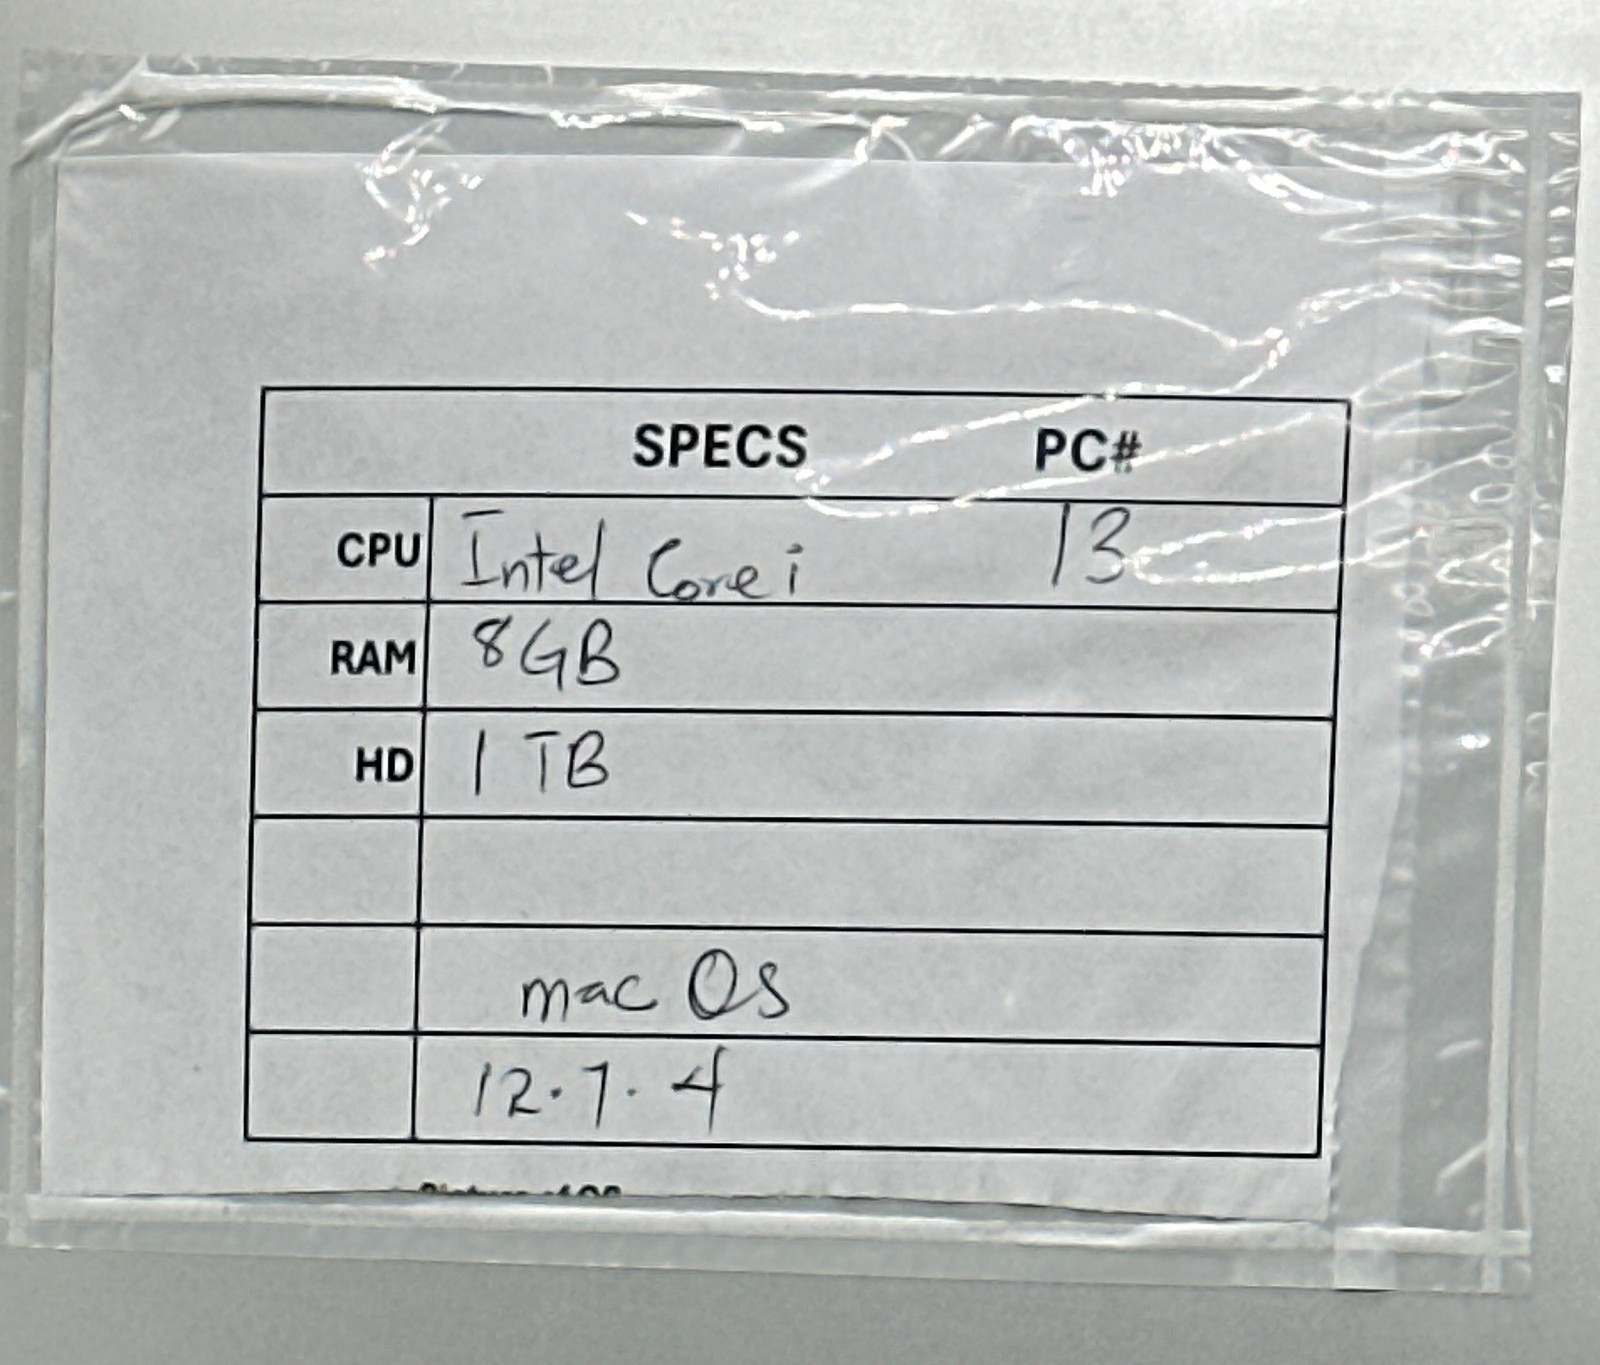 SPECS PC#
CPU Intel Core i 13
RAM 8GB
HD 1 TB
mac OS
12.7.4